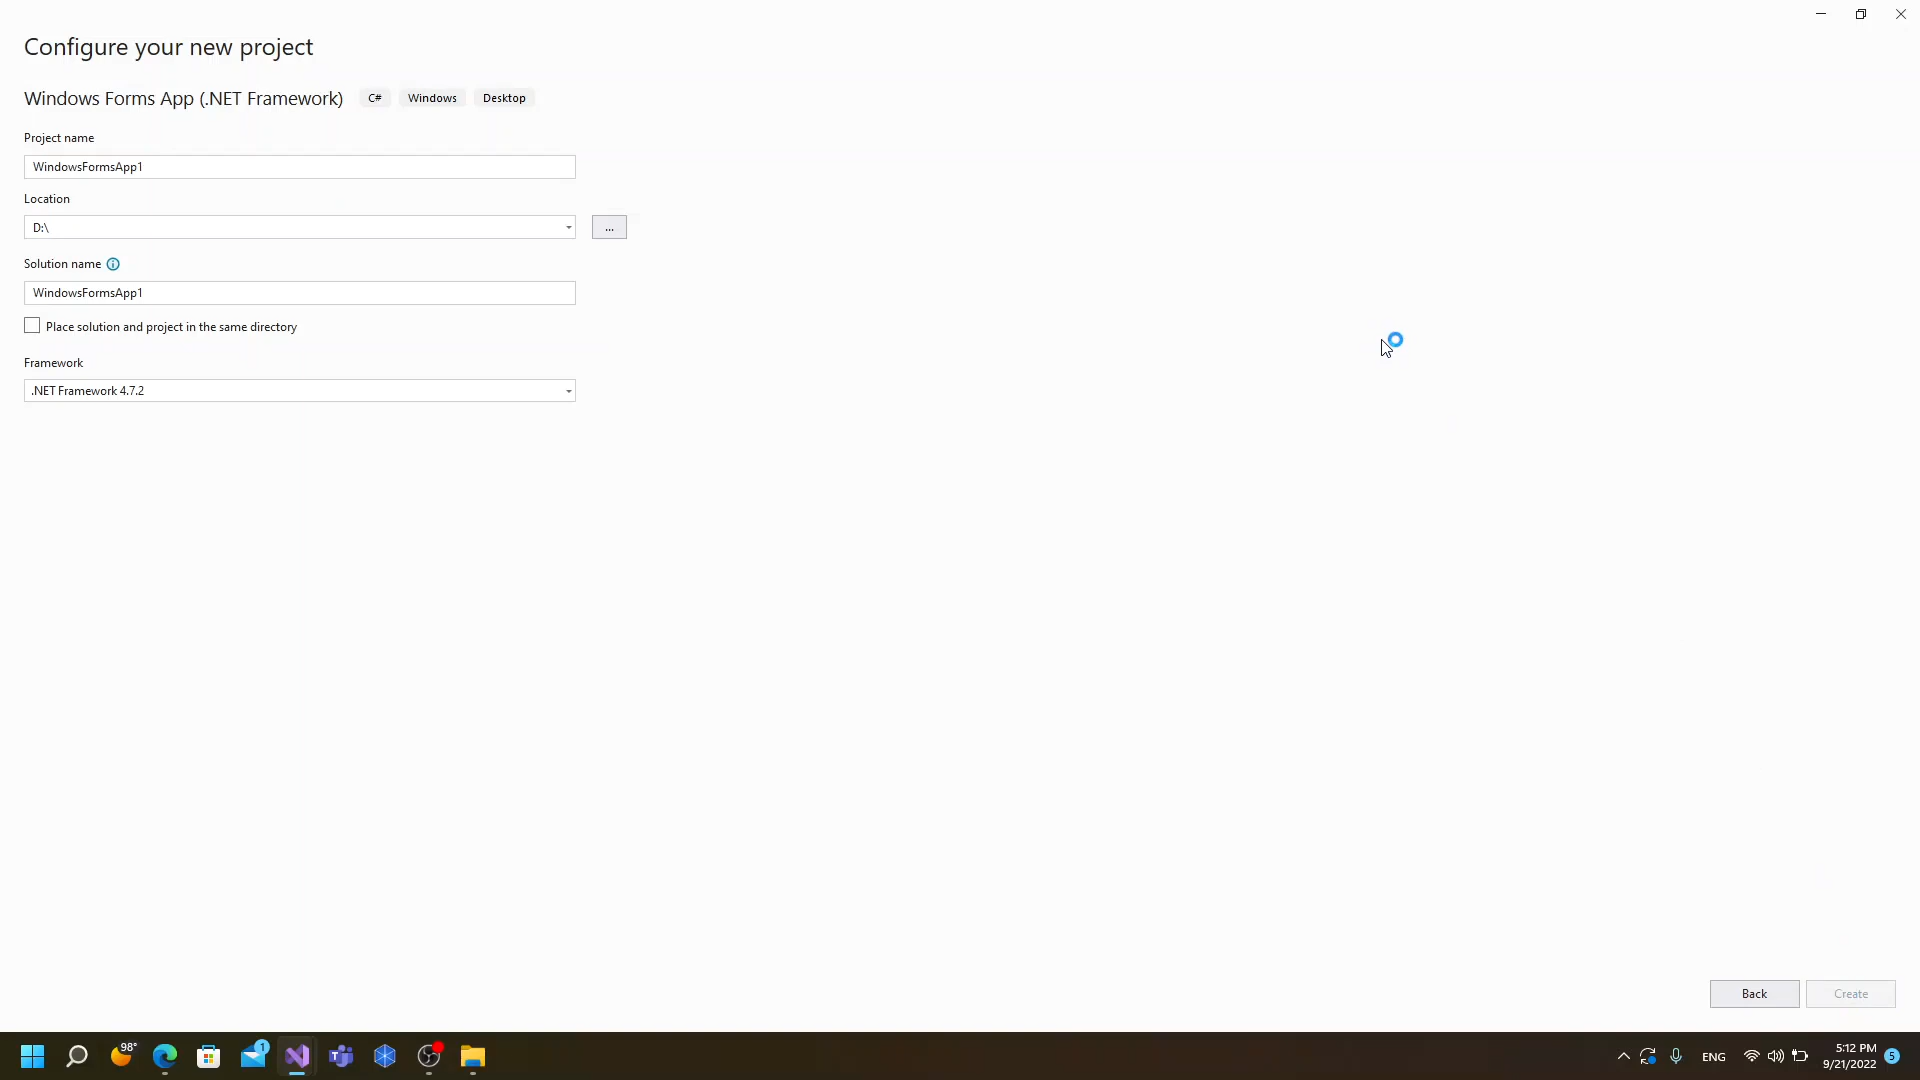 Configure your new project
Windows Forms App (.NET Framework) C# Windows Desktop
Project name
WindowsFormsApp1
Location
D:\
...
Solution name
WindowsFormsApp1
Place solution and project in the same directory
Framework
.NET Framework 4.7.2
Back Create
98°
1
T
ENG
5:12 PM
9/21/2022
5